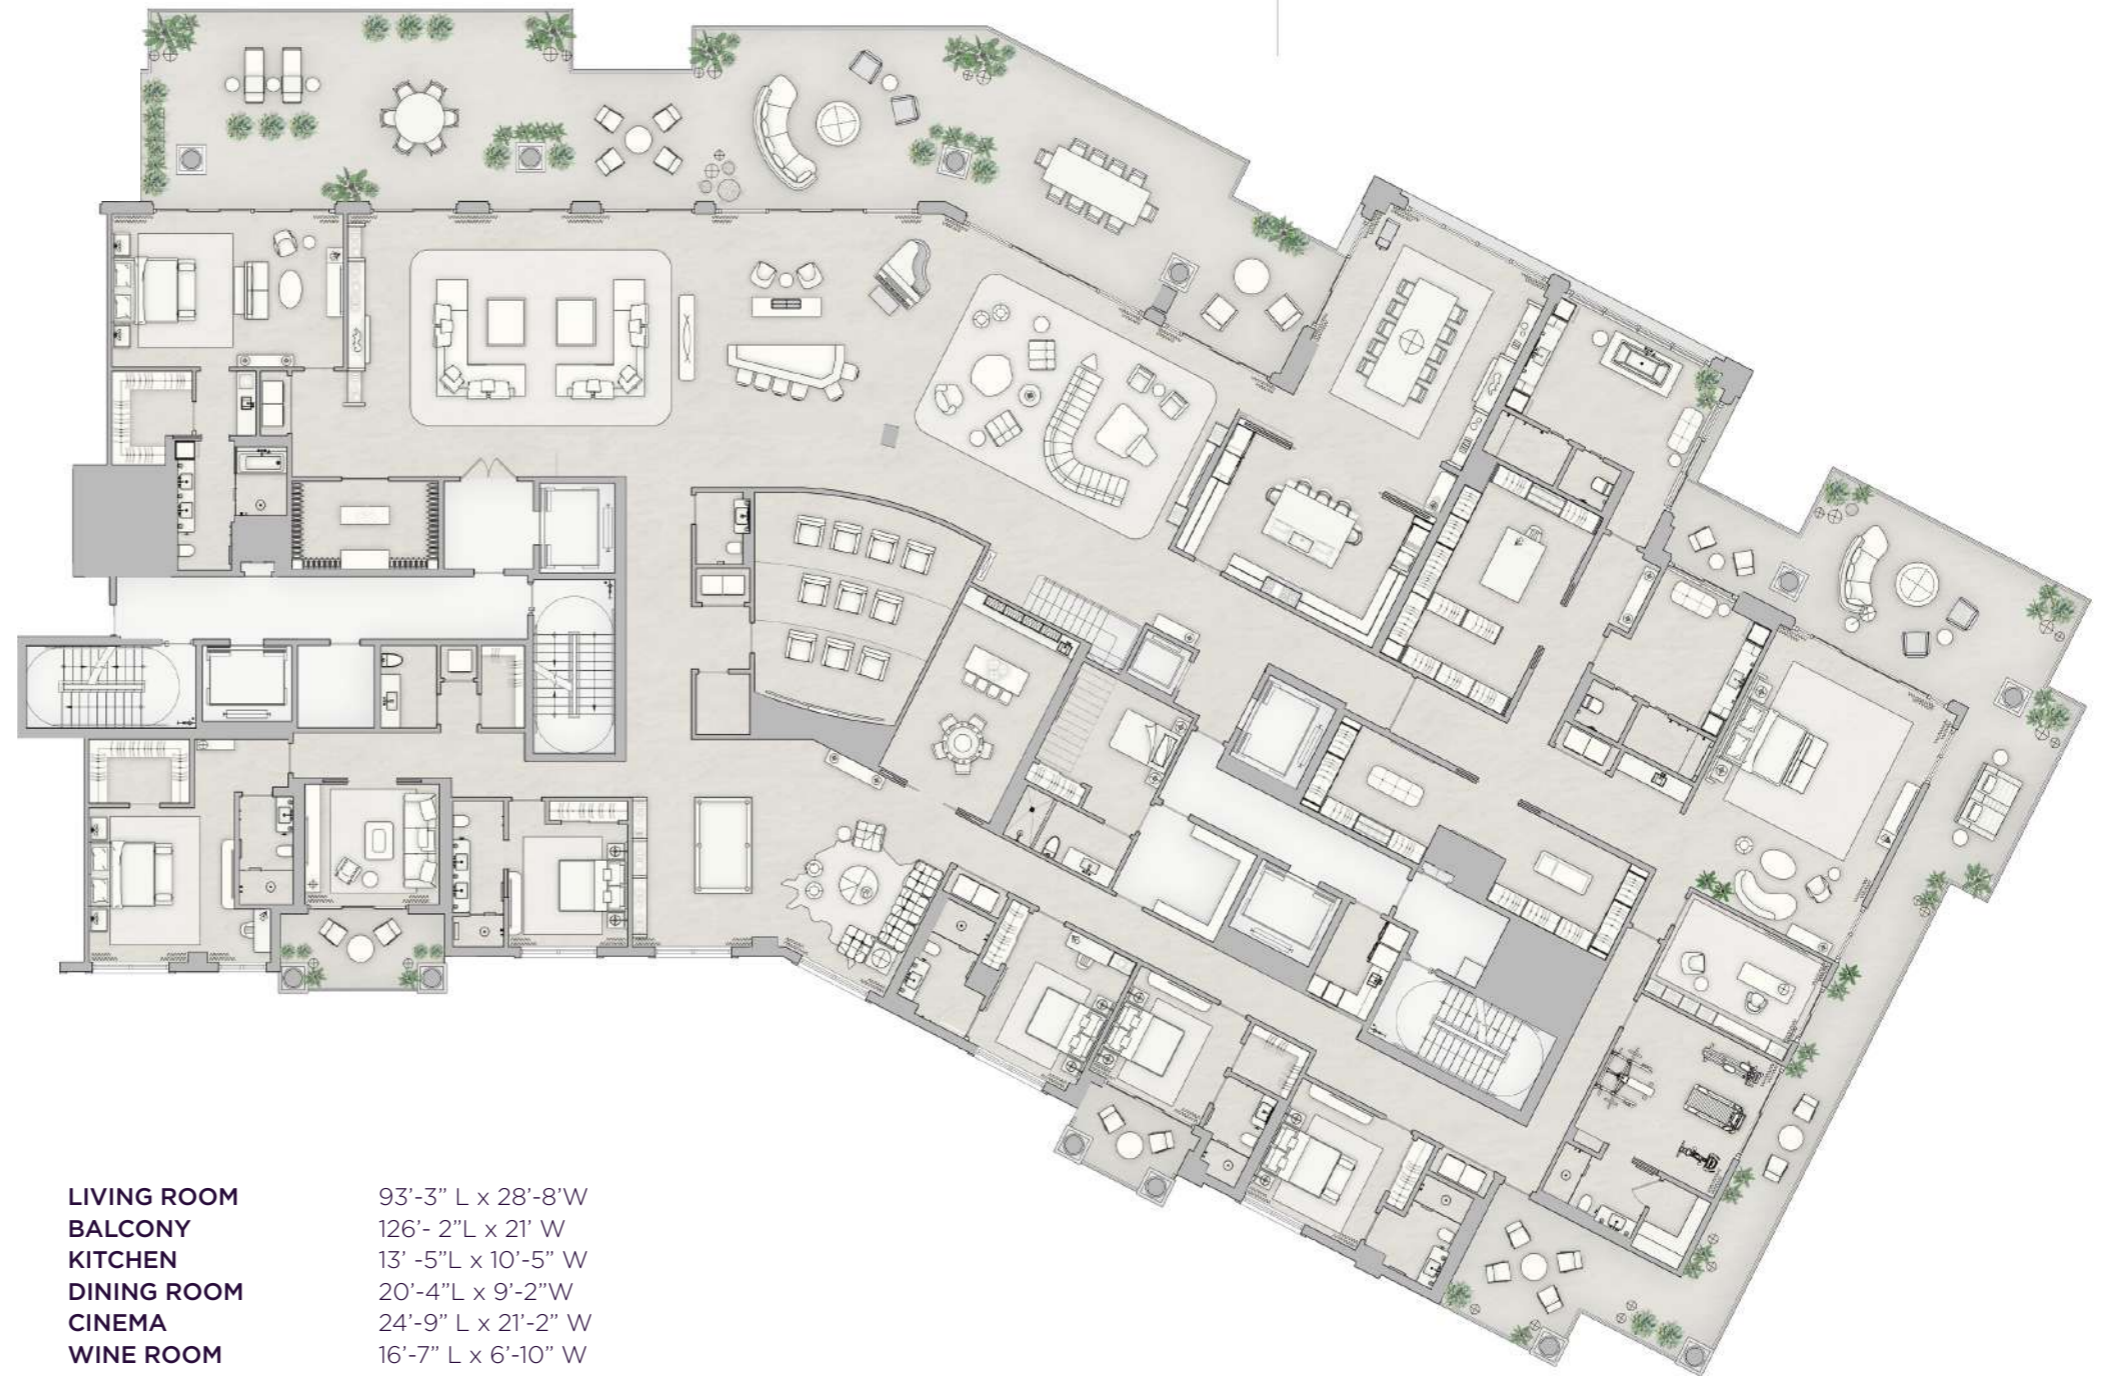 LIVING ROOM 93'-3” L x 28'-8'W
BALCONY 126'- 2”L x 21' W
KITCHEN 13' -5”L x 10'-5” W
DINING ROOM 20'-4”L x 9'-2”W
CINEMA 24'-9” L x 21'-2” W
WINE ROOM 16'-7” L x 6'-10” W